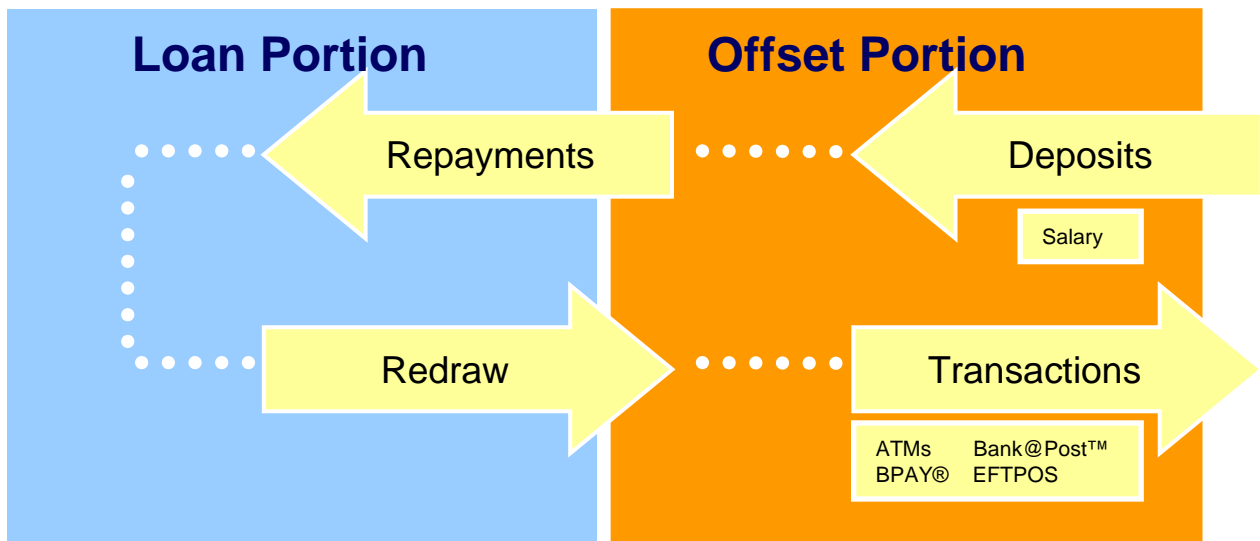 Loan Portion
Offset Portion
Repayments
Deposits
Salary
Redraw
Transactions
ATMs Bank@Post™
BPAY® EFTPOS